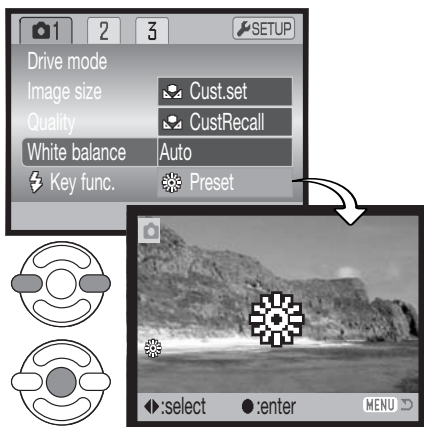 1 2 3 SETUP
Drive mode
Image size Cust.set
Quality CustRecall
White balance Auto
Key func. Preset
:select :enter MENU